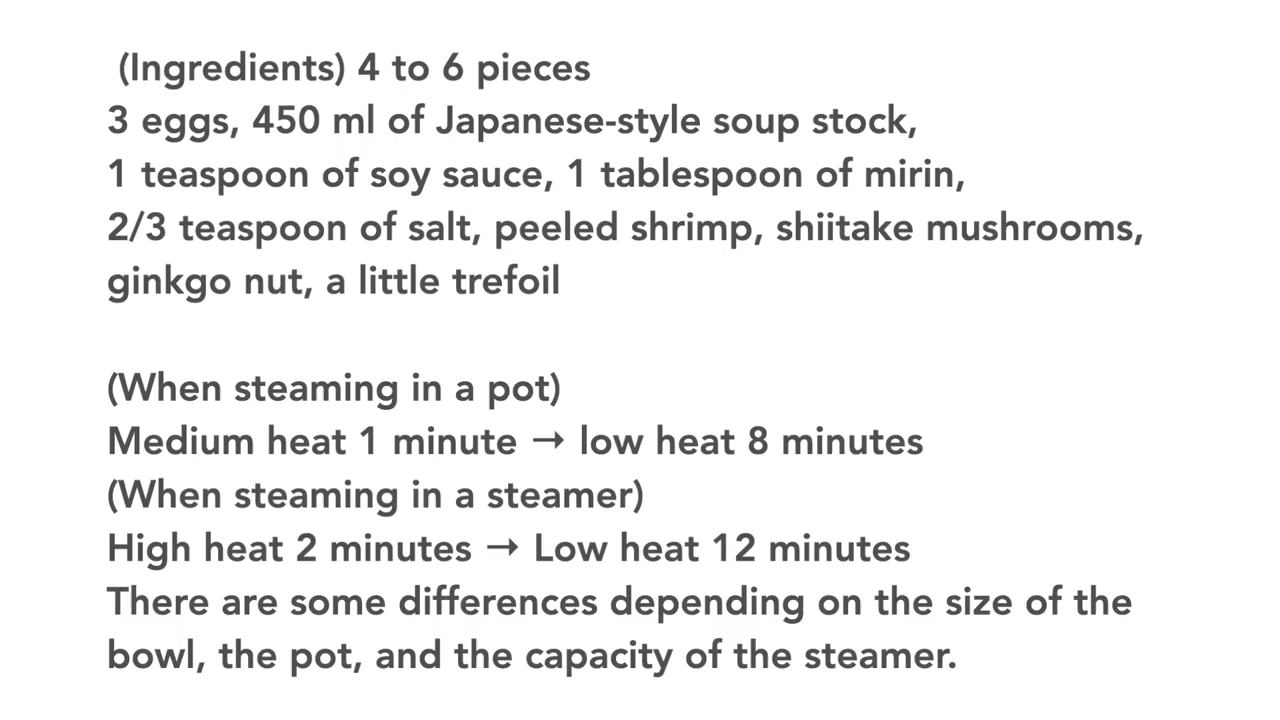 (Ingredients) 4 to 6 pieces
3 eggs, 450 ml of Japanese-style soup stock,
1 teaspoon of soy sauce, 1 tablespoon of mirin,
2/3 teaspoon of salt, peeled shrimp, shiitake mushrooms,
ginkgo nut, a little trefoil
(When steaming in a pot)
Medium heat 1 minute → low heat 8 minutes
(When steaming in a steamer)
High heat 2 minutes → Low heat 12 minutes
There are some differences depending on the size of the
bowl, the pot, and the capacity of the steamer.